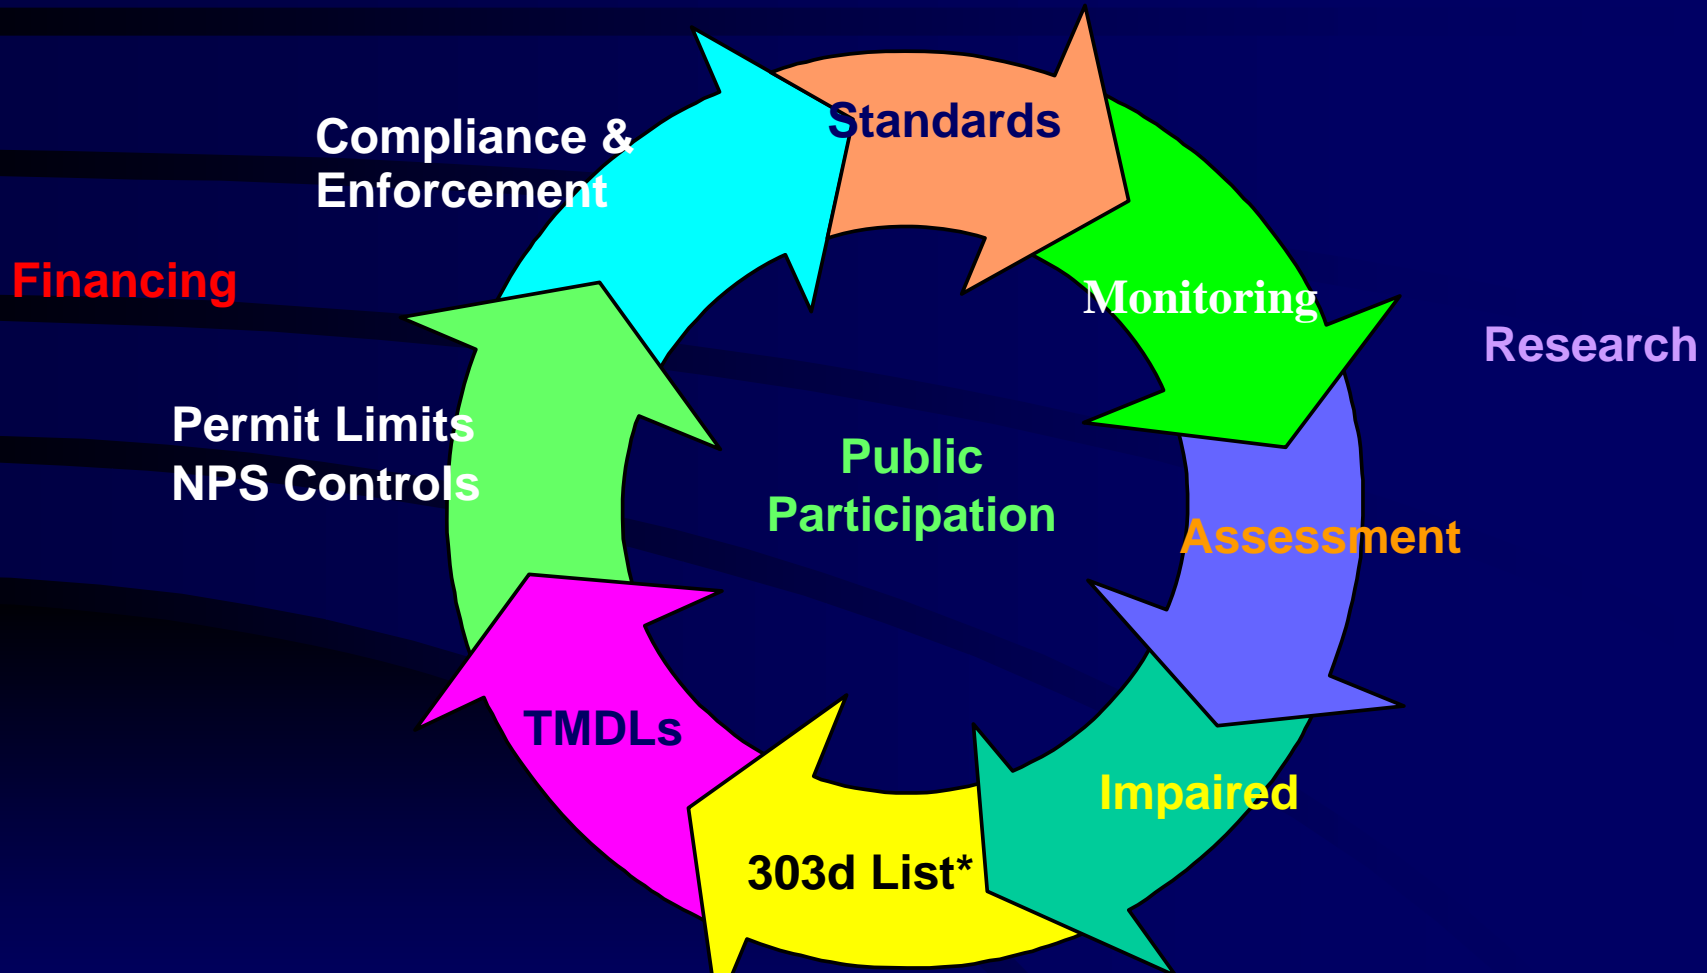 Standards
Compliance &
Enforcement
Financing
Monitoring
Research
Permit Limits
NPS Controls
Public
Participation
Assessment
TMDLs
Impaired
303d List*